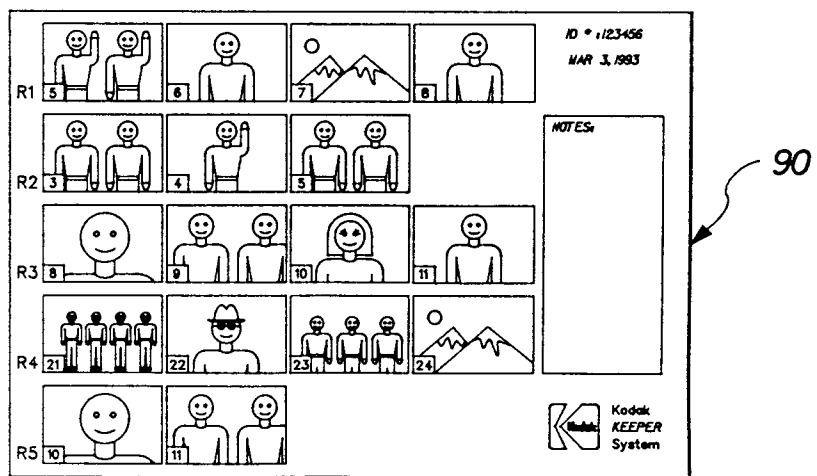 ID # :123456
MAR 3, 1993
R1 5 6 7 8
NOTES:
90
R2 3 4 5
R3 8 9 10 11
R4 21 22 23 24
R5 10 11
Kodak
Kodak
KEEPER
System